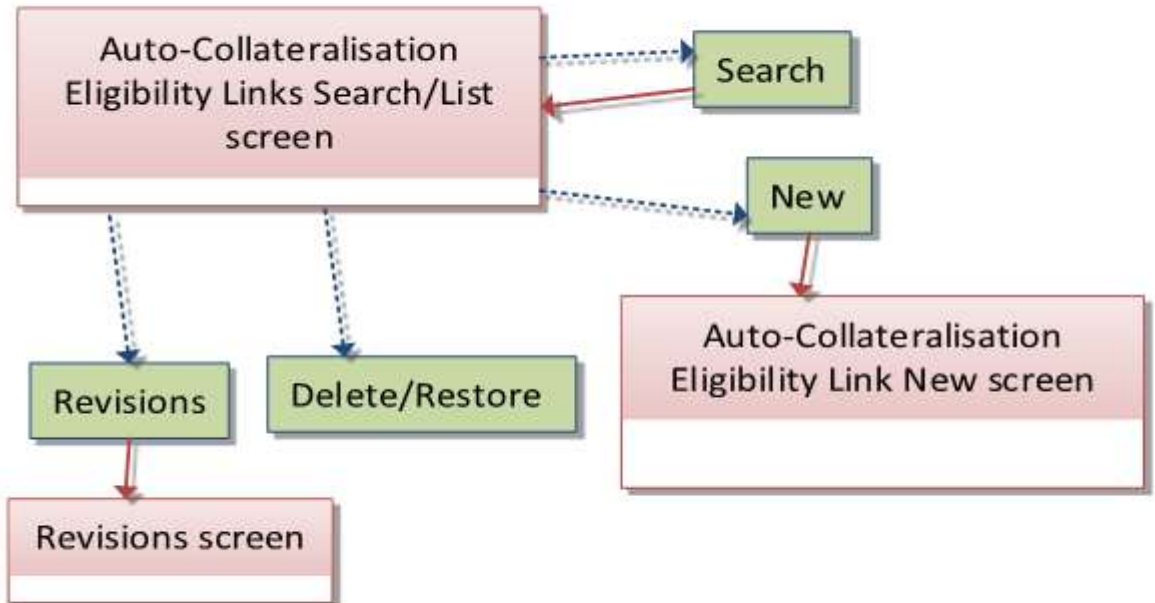 Auto-Collateralisation
Eligibility Links Search/List
screen
Search
New
Auto-Collateralisation
Eligibility Link New screen
Revisions
Delete/Restore
Revisions screen